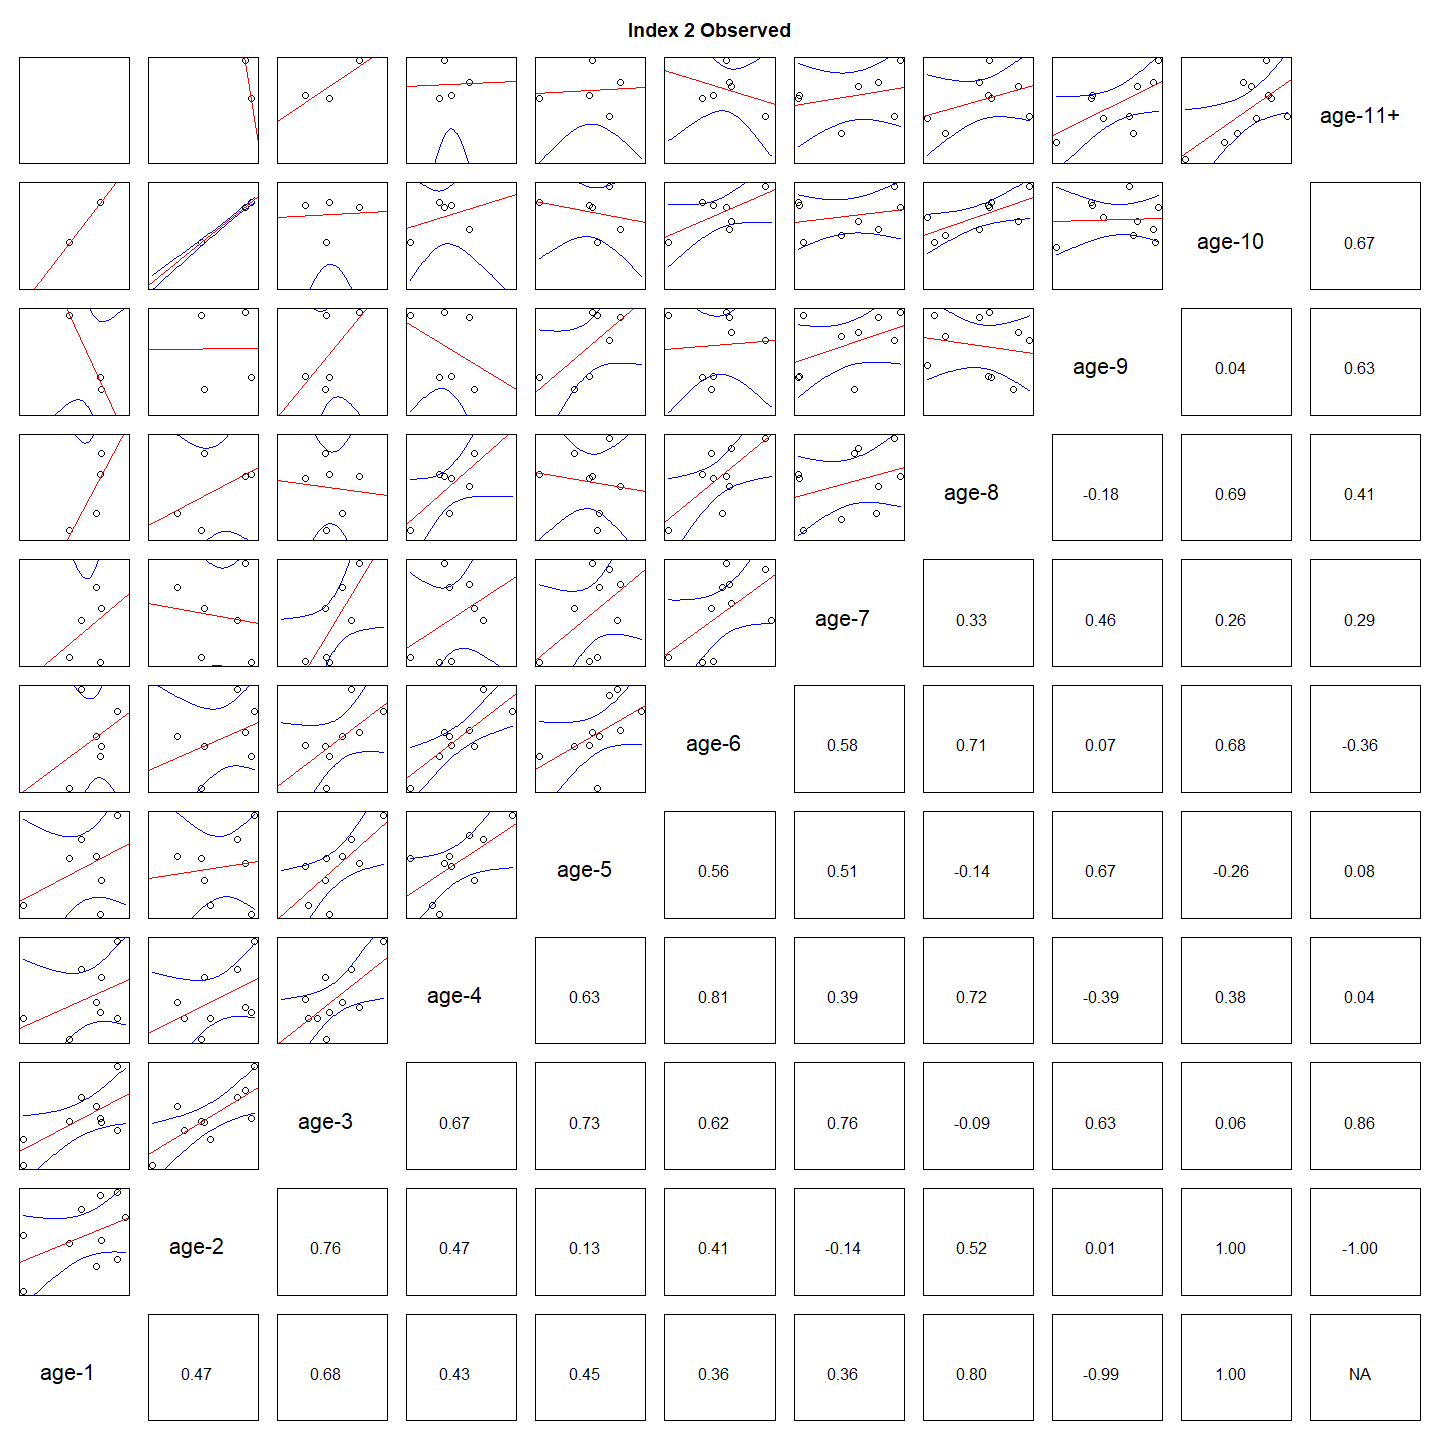 Index 2 Observed
age-11+
age-10 0.67
age-9 0.04 0.63
age-8 -0.18 0.69 0.41
age-7 0.33 0.46 0.26 0.29
age-6 0.58 0.71 0.07 0.68 -0.36
age-5 0.56 0.51 -0.14 0.67 -0.26 0.08
age-4 0.63 0.81 0.39 0.72 -0.39 0.38 0.04
age-3 0.67 0.73 0.62 0.76 -0.09 0.63 0.06 0.86
age-2 0.76 0.47 0.13 0.41 -0.14 0.52 0.01 1.00 -1.00
age-1 0.47 0.68 0.43 0.45 0.36 0.36 0.80 -0.99 1.00 NA